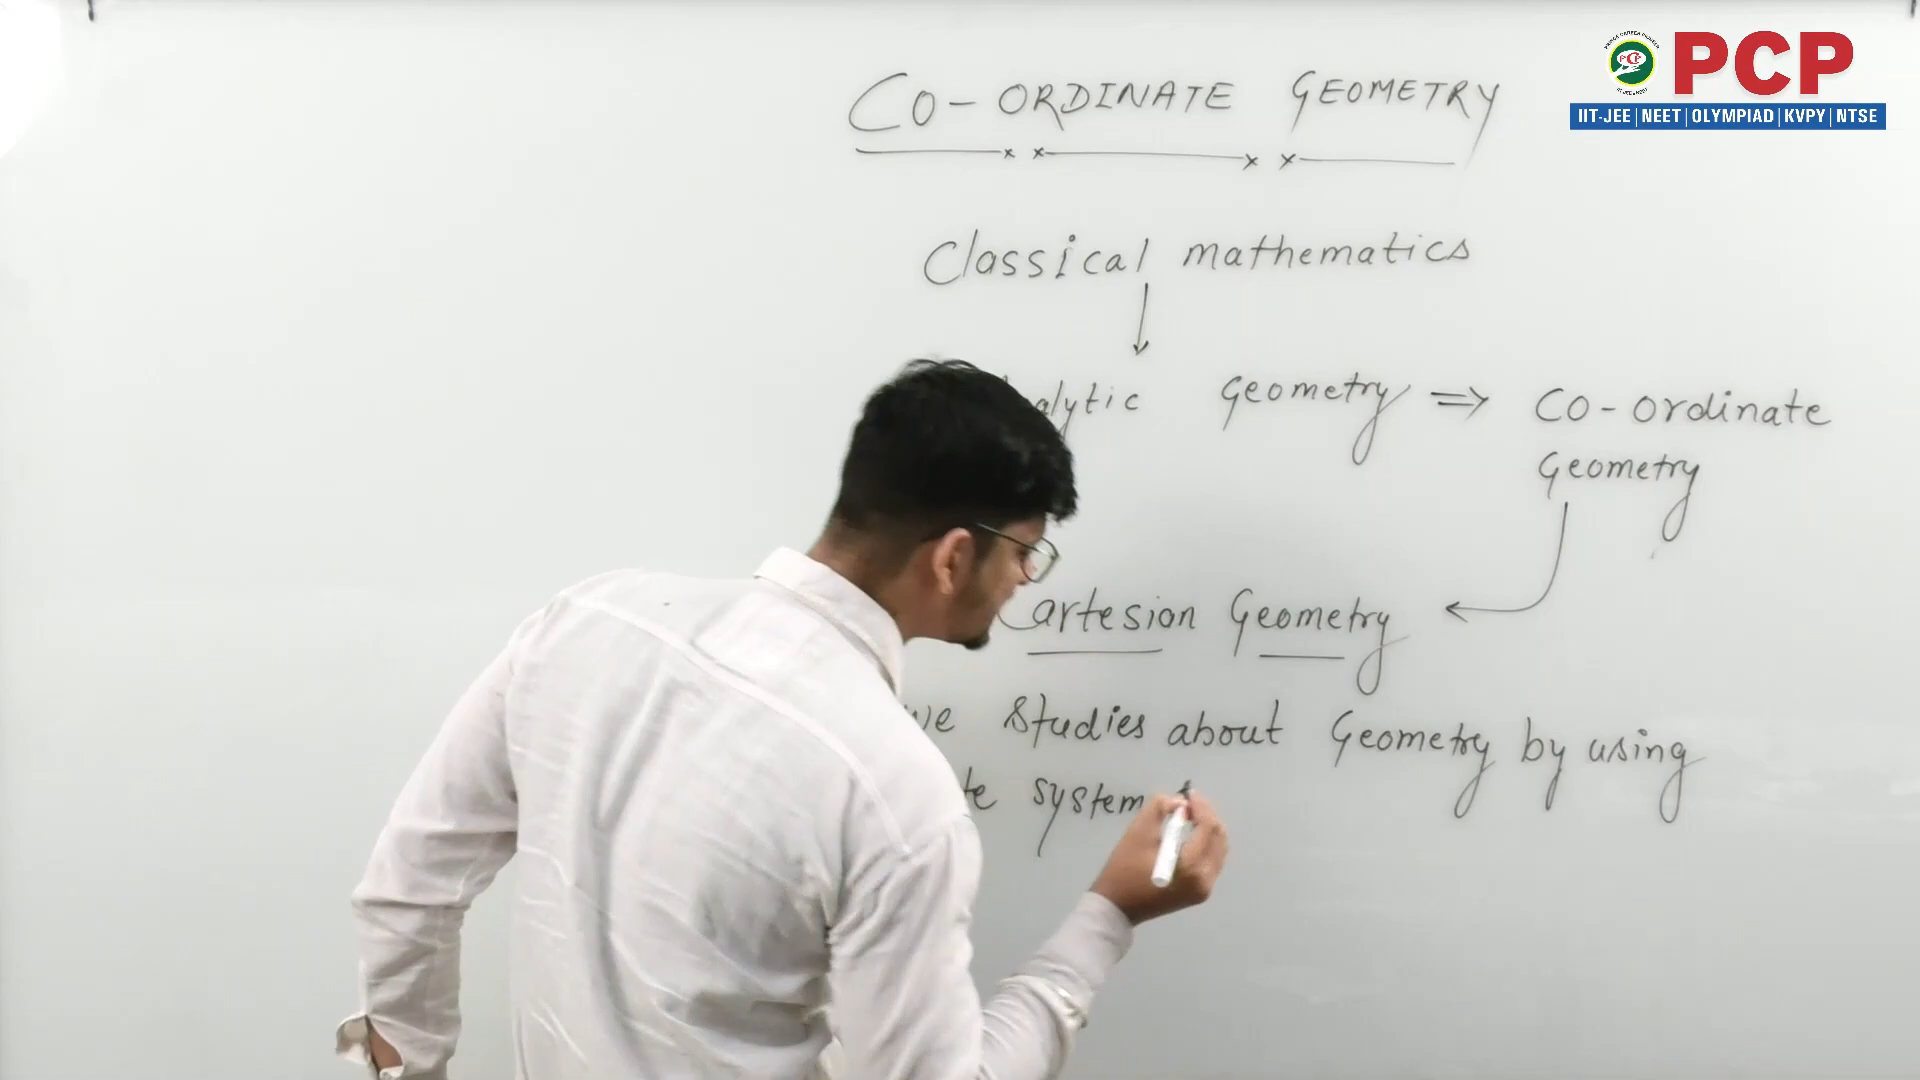 PCP
IIT-JEE | NEET | OLYMPIAD | KVPY | NTSE
CO-ORDINATE GEOMETRY
Classical mathematics
alytic Geometry ⇒ Co-ordinate
Geometry
Cartesian Geometry
we studies about Geometry by using
te system